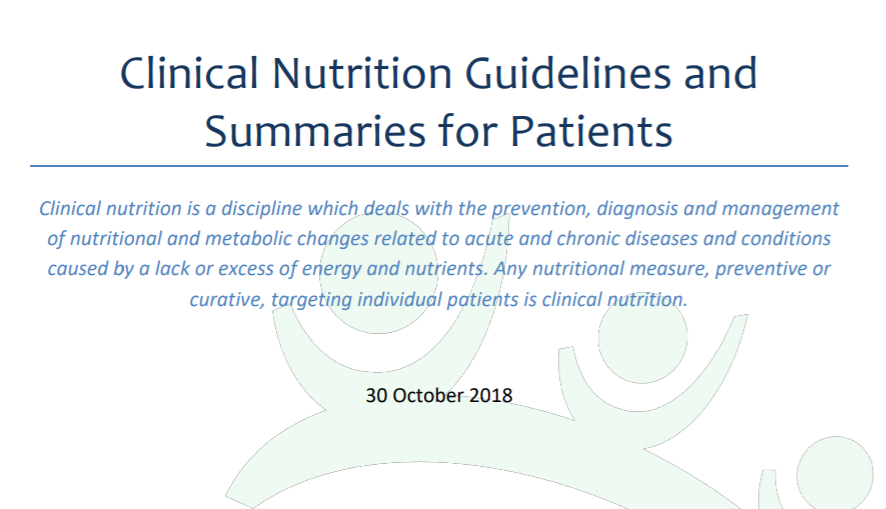 Clinical Nutrition Guidelines and
Summaries for Patients
Clinical nutrition is a discipline which deals with the prevention, diagnosis and management
of nutritional and metabolic changes related to acute and chronic diseases and conditions
caused by a lack or excess of energy and nutrients. Any nutritional measure, preventive or
curative, targeting individual patients is clinical nutrition.
30 October 2018